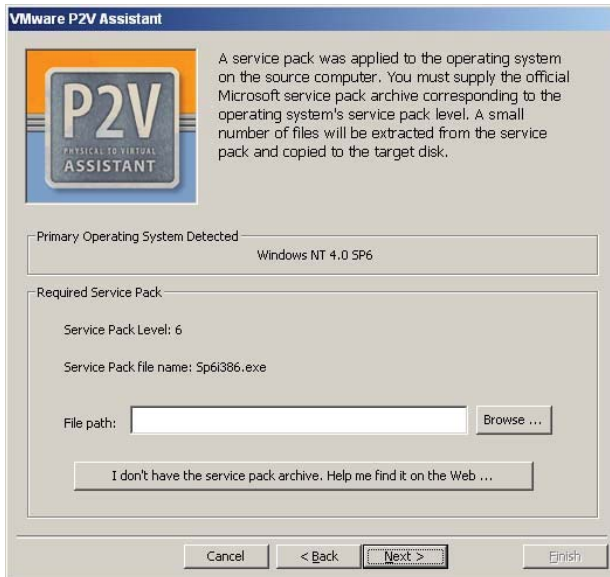 VMware P2V Assistant
P2V
PHYSICAL TO VIRTUAL
ASSISTANT
A service pack was applied to the operating system
on the source computer. You must supply the official
Microsoft service pack archive corresponding to the
operating system's service pack level. A small
number of files will be extracted from the service
pack and copied to the target disk.
Primary Operating System Detected
Windows NT 4.0 SP6
Required Service Pack
Service Pack Level: 6
Service Pack file name: Sp6i386.exe
File path:
Browse ...
I don't have the service pack archive. Help me find it on the Web ...
Cancel
< Back
Next >
Finish